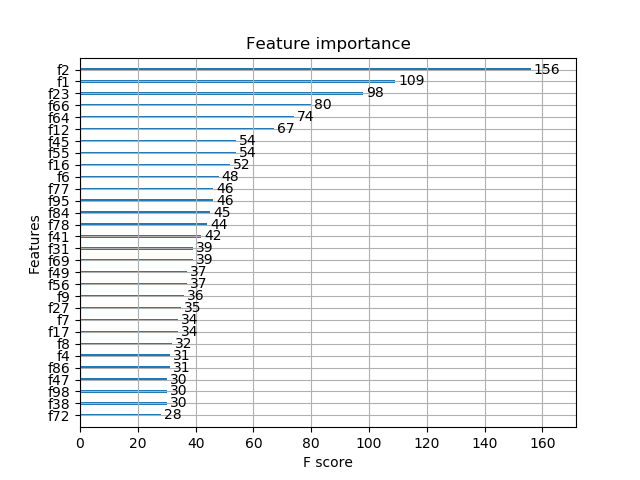 Feature importance
f2 156
f1 109
f23 98
f66 80
f64 74
f12 67
f45 54
f55 54
f16 52
f6 48
f77 46
f95 46
f84 45
f78 44
f41 42
f31 39
f69 39
f49 37
f56 37
f9 36
f27 35
f7 34
f17 34
f8 32
f4 31
f86 31
f47 30
f98 30
f38 30
f72 28
Features
0 20 40 60 80 100 120 140 160
F score